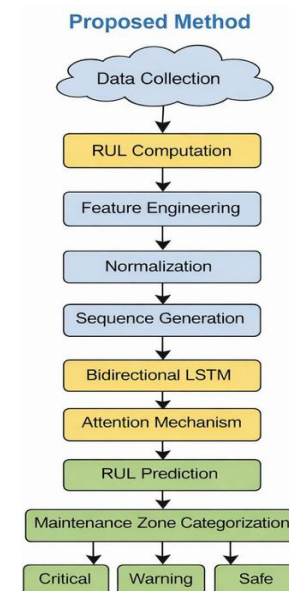 Proposed Method
Data Collection
RUL Computation
Feature Engineering
Normalization
Sequence Generation
Bidirectional LSTM
Attention Mechanism
RUL Prediction
Maintenance Zone Categorization
Critical Warning Safe